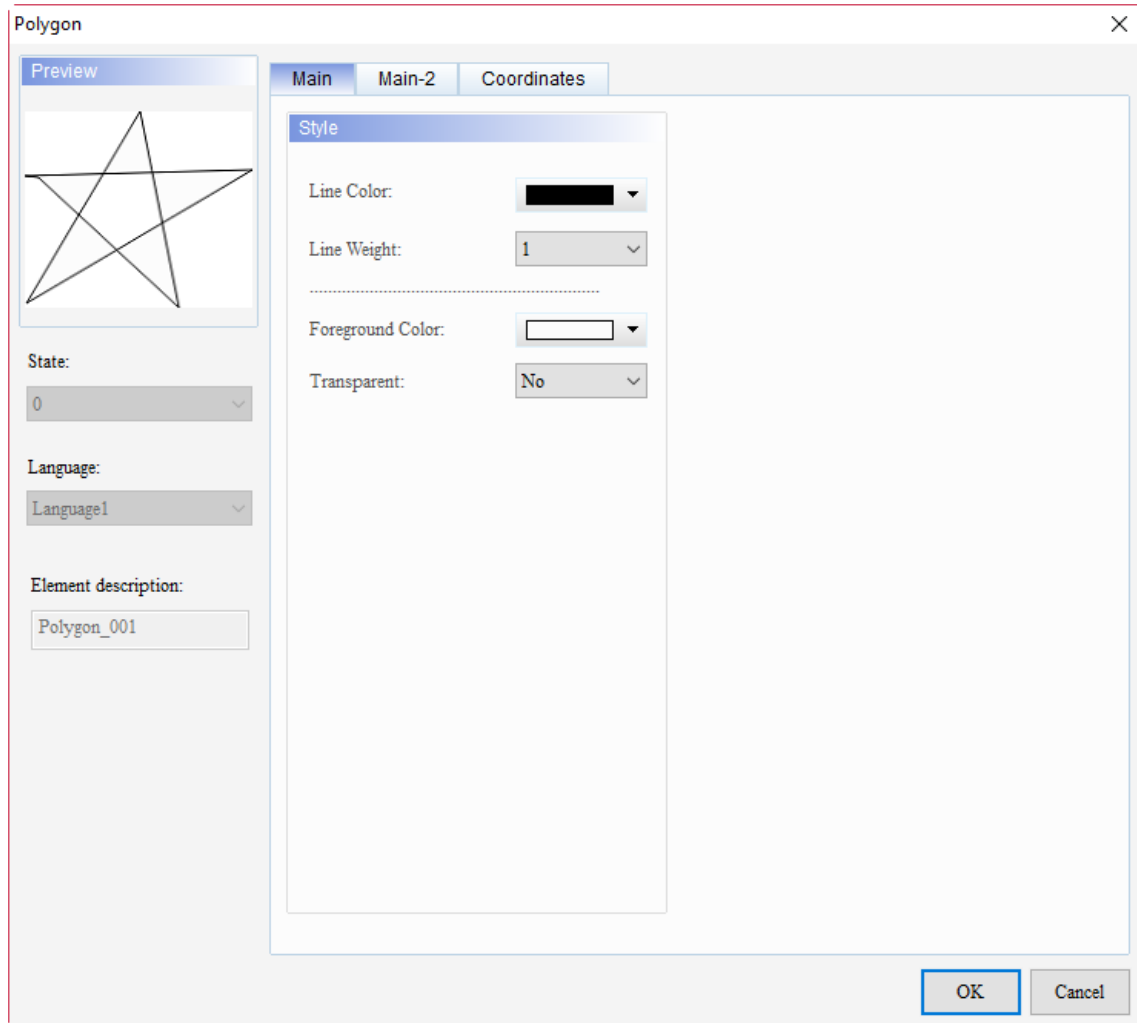 Polygon
Preview
Main Main-2 Coordinates
Style
Line Color:
Line Weight: 1
Foreground Color:
Transparent: No
State:
0
Language:
Language1
Element description:
Polygon_001
OK Cancel